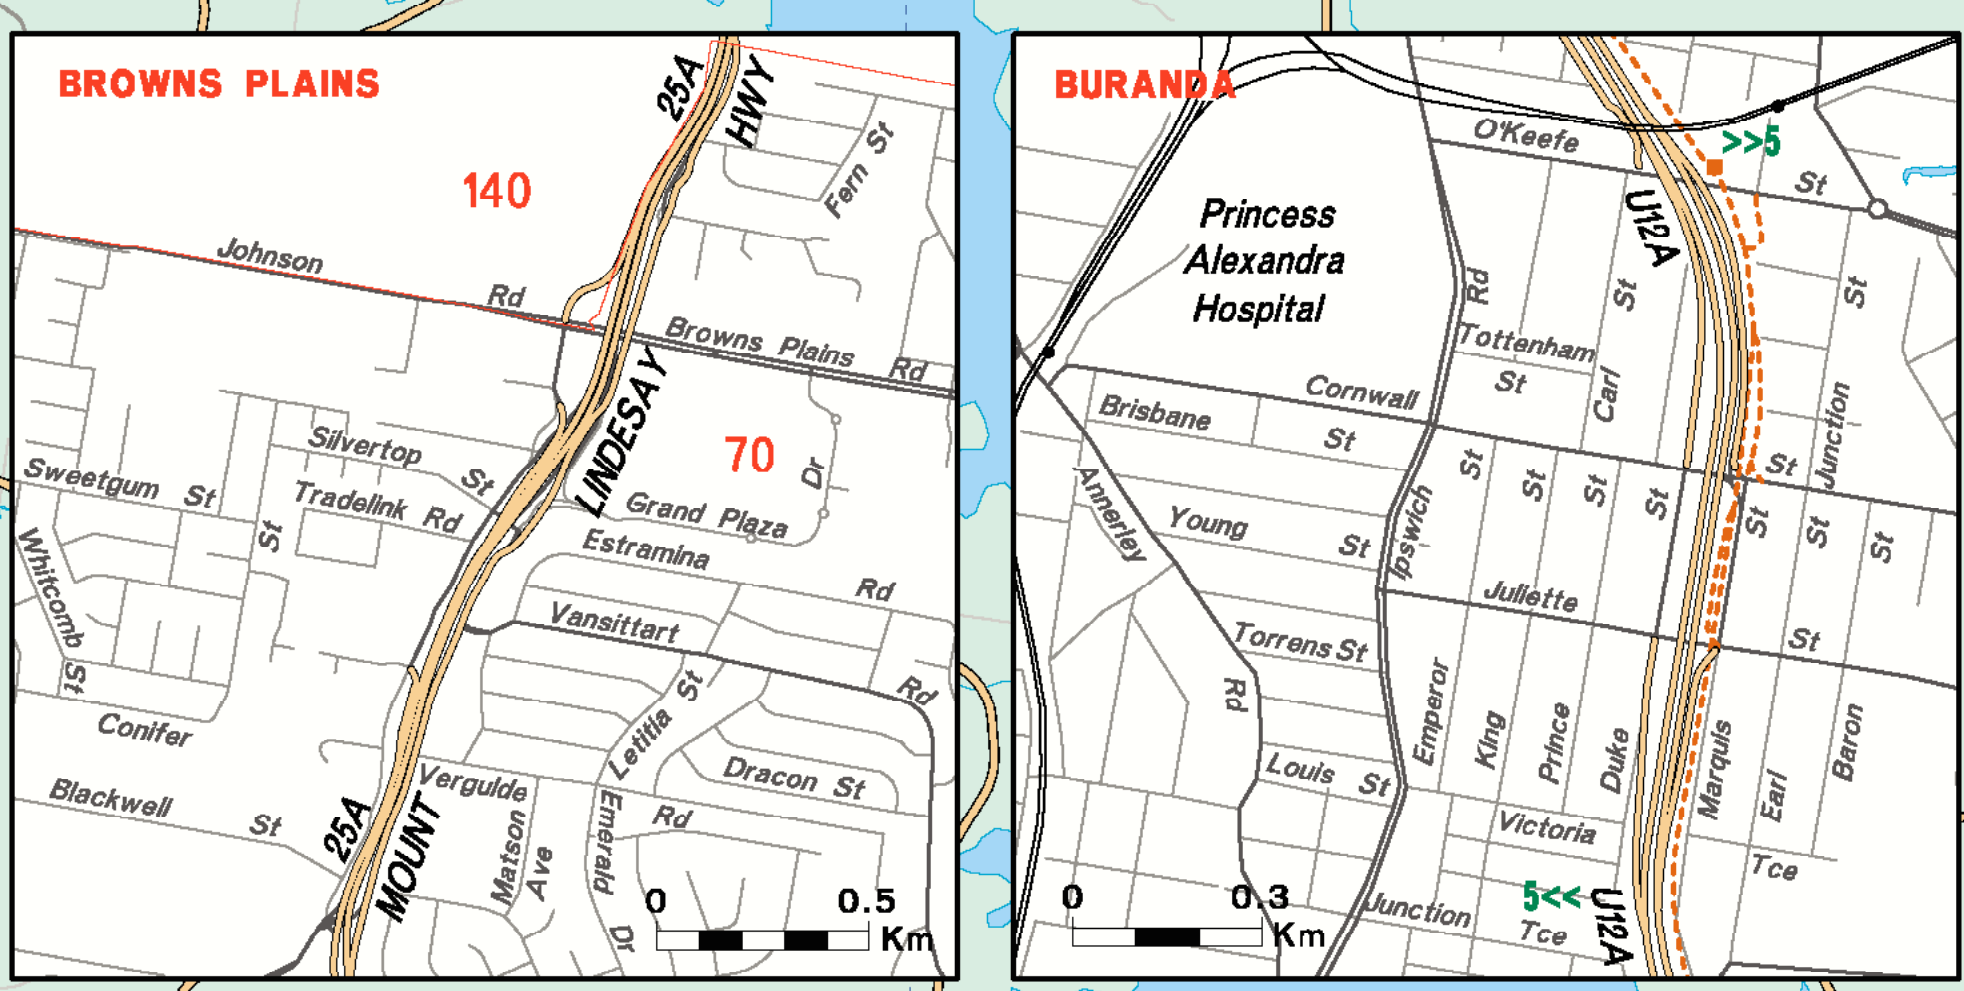 BROWNS PLAINS
25A
HWY
140
Fern St
Johnson Rd
Browns Plains Rd
LINDESAY
70
Silvertop St
Sweetgum St
Tradelink Rd
St
Grand Plaza Dr
Estramina Rd
Whitcomb St
Vansittart Rd
Conifer
Letitia St
Vergulde Rd
Dracon St
Blackwell St
25A
MOUNT
Matson Ave
Emerald Dr
0 0.5
Km
BURANDA
O'Keefe St
>>5
U12A
Princess
Alexandra
Hospital
Rd
Tottenham
St
Carl St
St
Cornwall St
Brisbane St
Junction
Annerley
Young St
Ipswich
St
St
St
St
St
St
St
Juliette St
Torrens St
Rd
Emperor
King
Prince
Duke
Marquis
Earl
Baron
Louis St
Victoria
Tce
5<<
U12A
Junction
Tce
0 0.3
Km